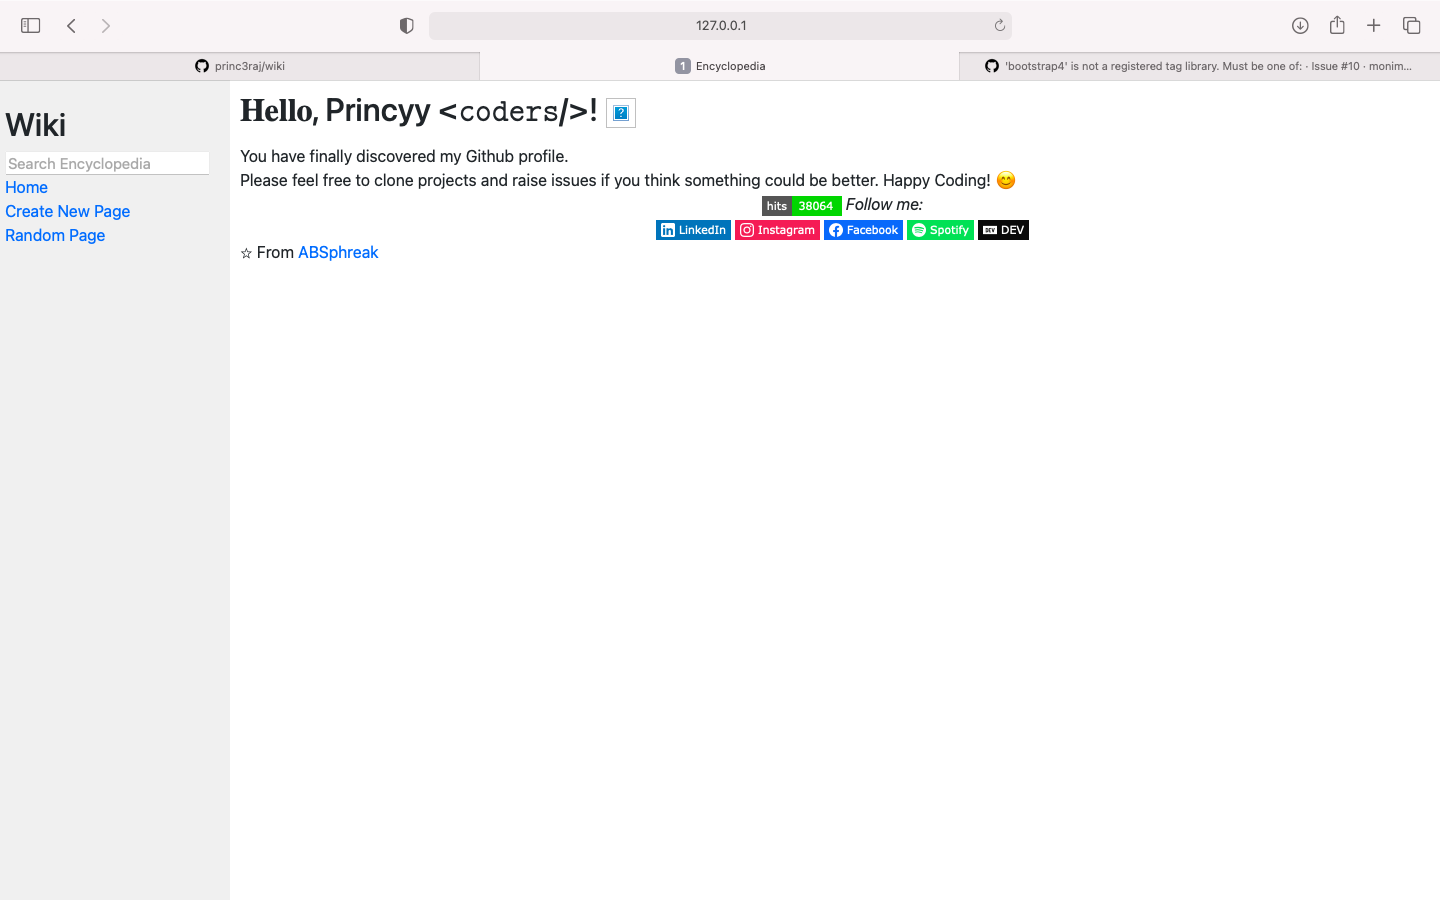 127.0.0.1
princ3raj/wiki
1 Encyclopedia
'bootstrap4' is not a registered tag library. Must be one of: · Issue #10 · monim...
Wiki
Search Encyclopedia
Home
Create New Page
Random Page
Hello, Princyy <coders/>!
You have finally discovered my Github profile.
Please feel free to clone projects and raise issues if you think something could be better. Happy Coding! 😊
hits 38064 Follow me:
LinkedIn Instagram Facebook Spotify DEV DEV
☆ From ABSphreak